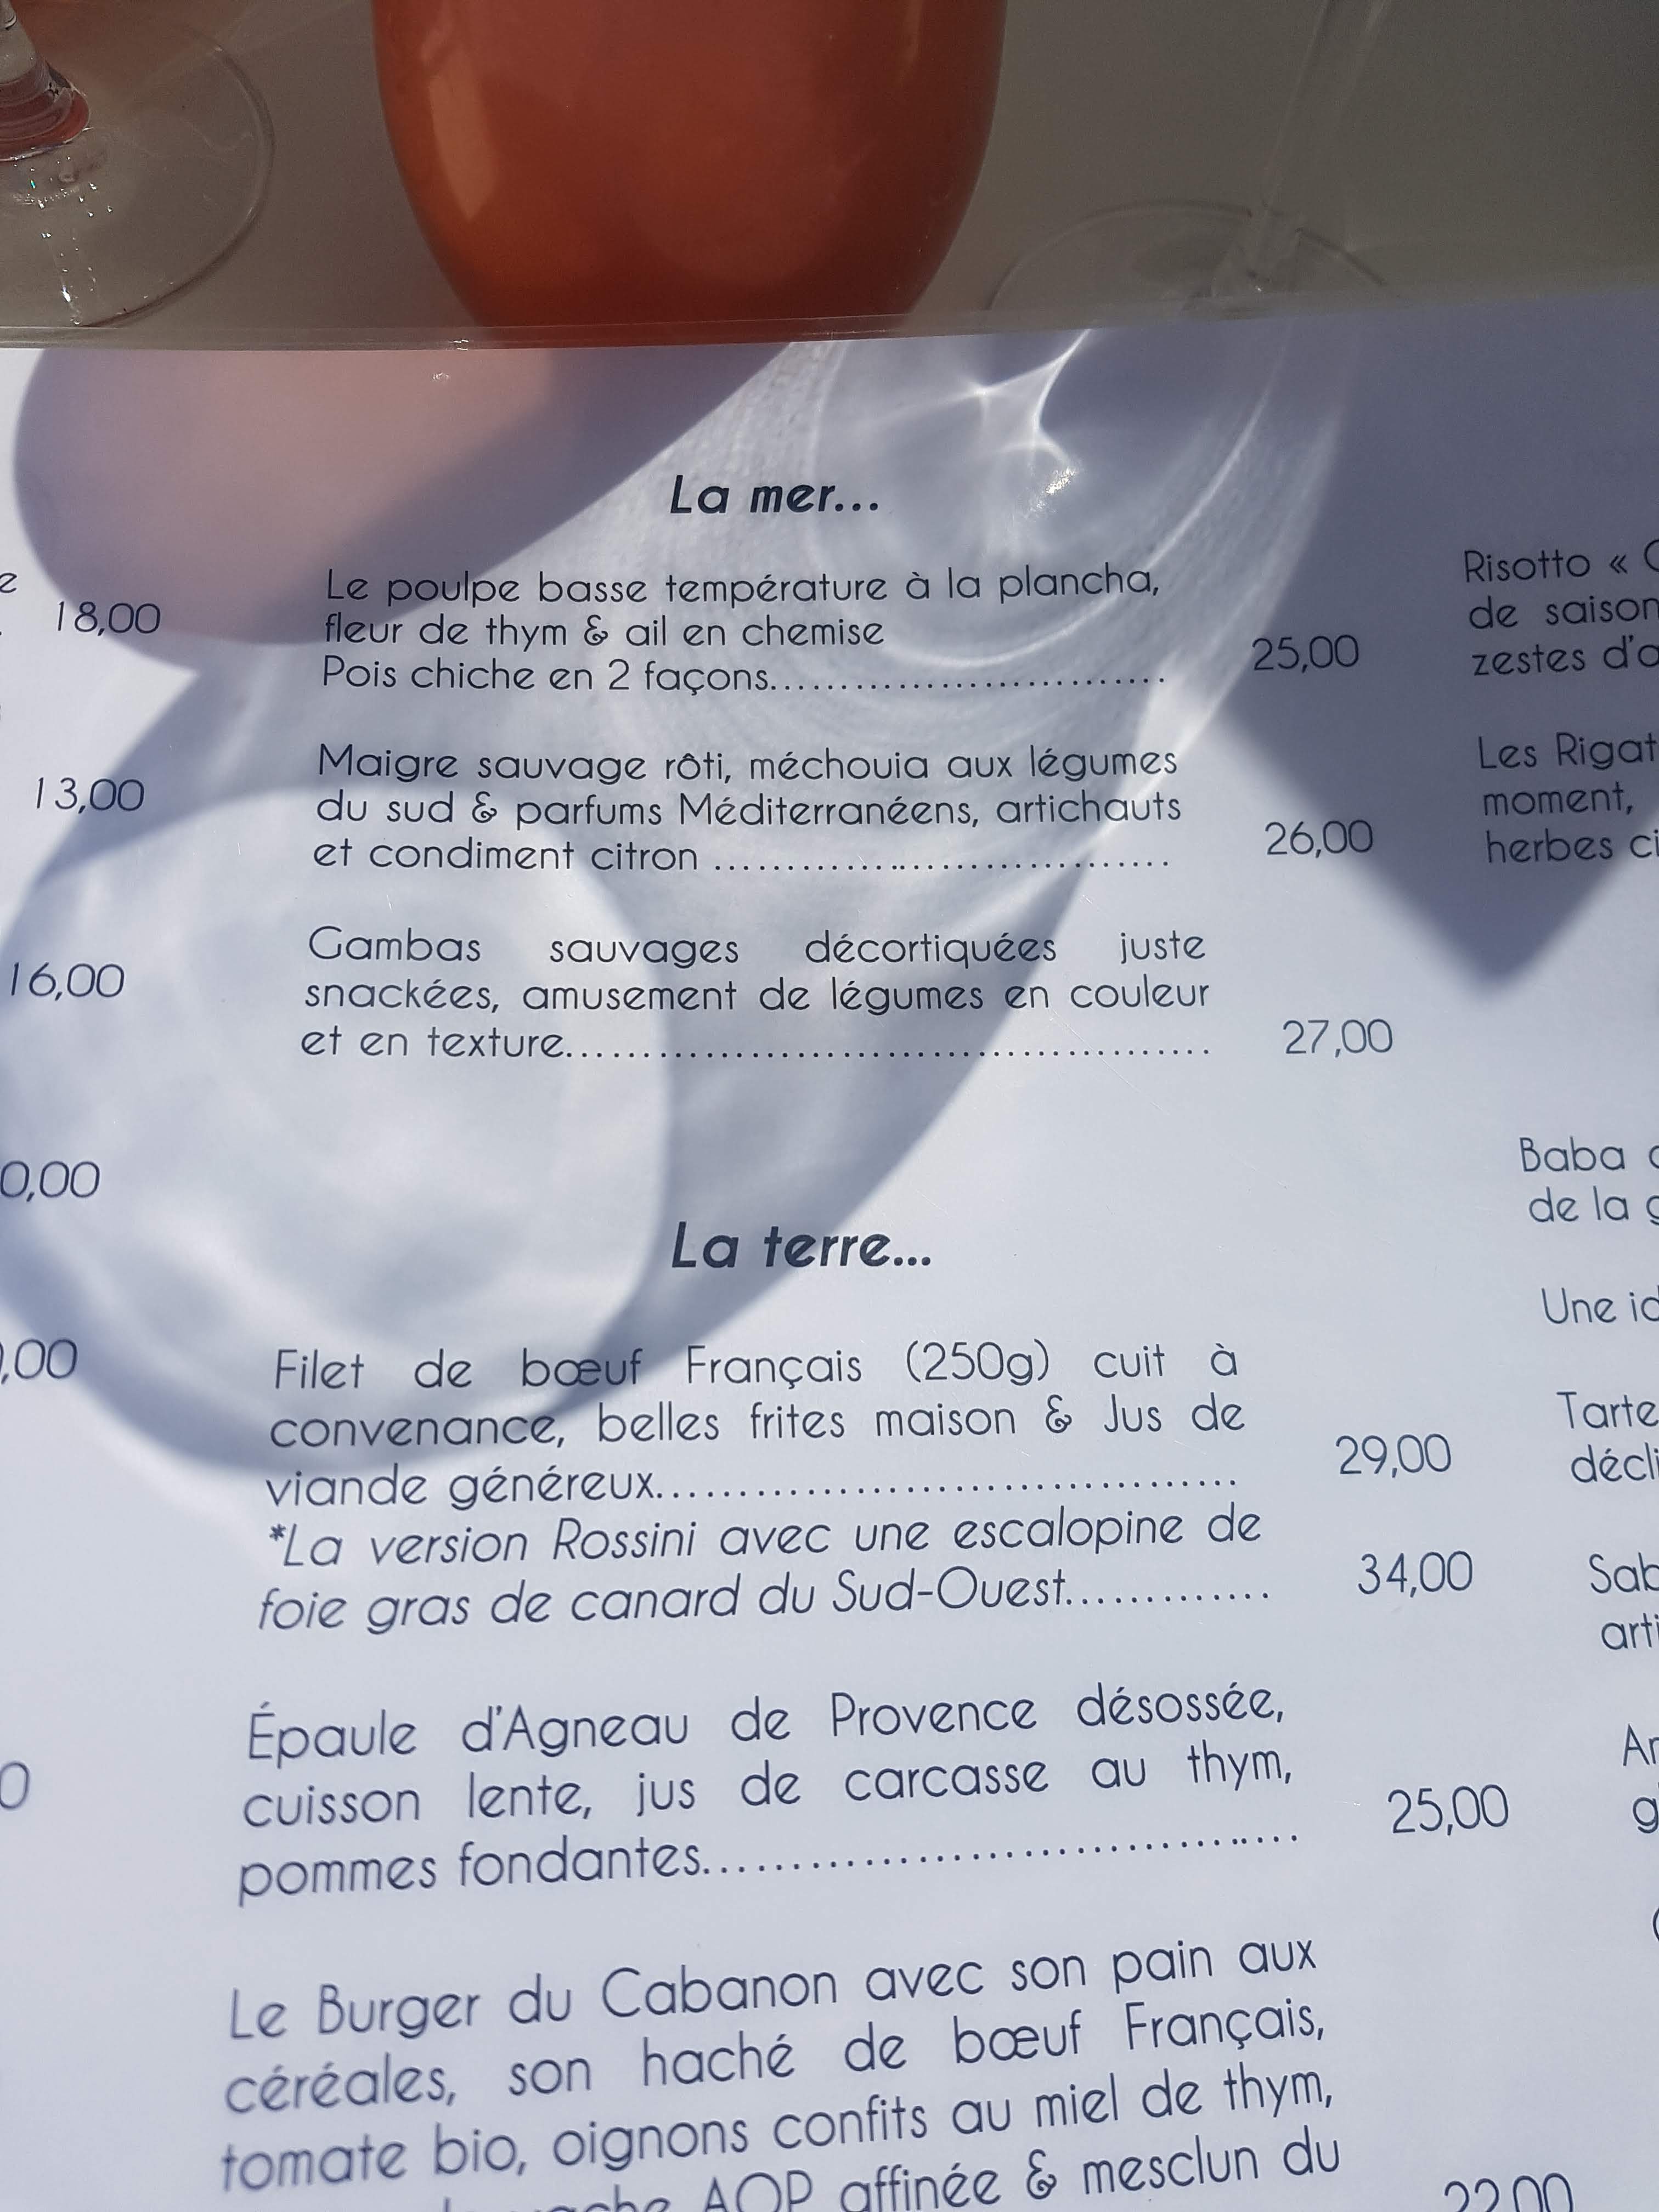 18,00
13,00
16,00
0,00
,00
0
La mer...
Le poulpe basse température à la plancha,
fleur de thym & ail en chemise
Pois chiche en 2 façons.............................. 25,00
Maigre sauvage rôti, méchouia aux légumes
du sud & parfums Méditerranéens, artichauts
et condiment citron .................................. 26,00
Gambas sauvages décortiquées juste
snackées, amusement de légumes en couleur
et en texture.............................................. 27,00
La terre...
Filet de bœuf Français (250g) cuit à
convenance, belles frites maison & Jus de
viande généreux....................................... 29,00
*La version Rossini avec une escalopine de
foie gras de canard du Sud-Ouest.............. 34,00
Épaule d'Agneau de Provence désossée,
cuisson lente, jus de carcasse au thym,
pommes fondantes.................................... 25,00
Le Burger du Cabanon avec son pain aux
céréales, son haché de bœuf Français,
tomate bio, oignons confits au miel de thym,
AOP affinée & mesclun du
22,00
Risotto «
de saison
zestes d'
Les Rigat
moment,
herbes ci
Baba
de la
Une
Tarte
décli
Sab
arti